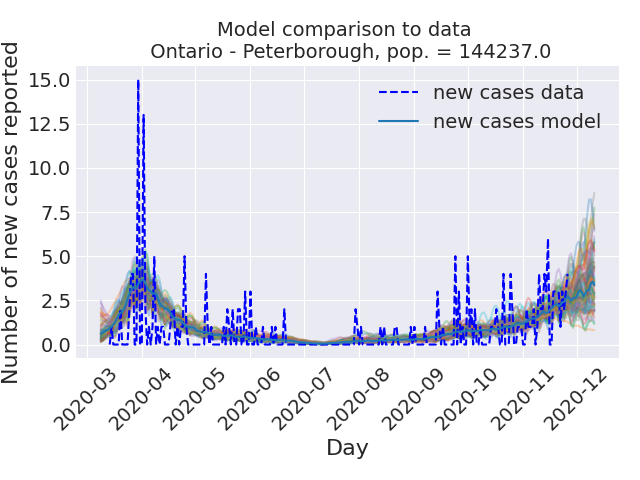 Model comparison to data
Ontario - Peterborough, pop. = 144237.0
Number of new cases reported
15.0
12.5
10.0
7.5
5.0
2.5
0.0
new cases data
new cases model
2020-03
2020-04
2020-05
2020-06
2020-07
2020-08
2020-09
2020-10
2020-11
2020-12
Day